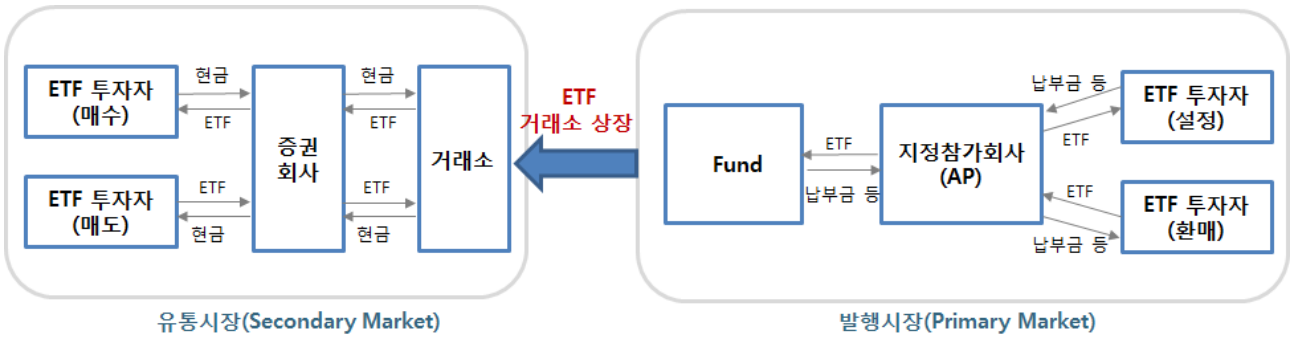 ETF 투자자
(매수)
현금
ETF
증권
회사
현금
ETF
거래소
ETF 투자자
(매도)
ETF
현금
ETF
현금
유통시장(Secondary Market)
ETF
거래소 상장
Fund
ETF
납부금 등
지정참가회사
(AP)
납부금 등
ETF
ETF 투자자
(설정)
ETF
납부금 등
ETF 투자자
(환매)
발행시장(Primary Market)